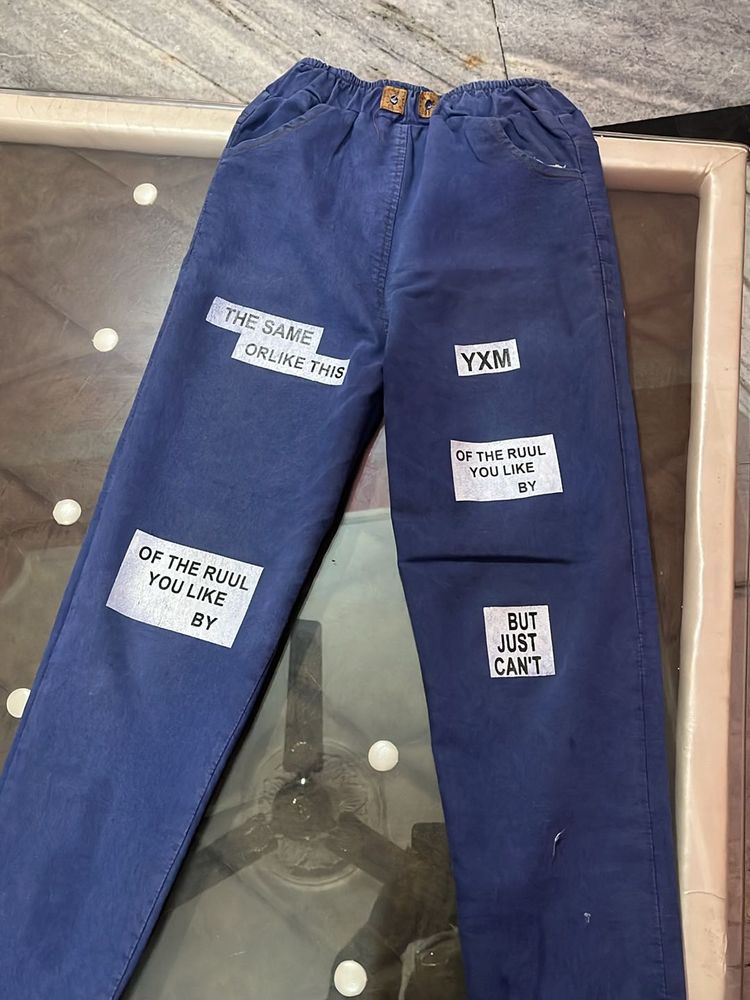 THE SAME
ORLIKE THIS
YXM
OF THE RUUL
YOU LIKE
BY
OF THE RUUL
YOU LIKE
BY
BUT
JUST
CAN'T